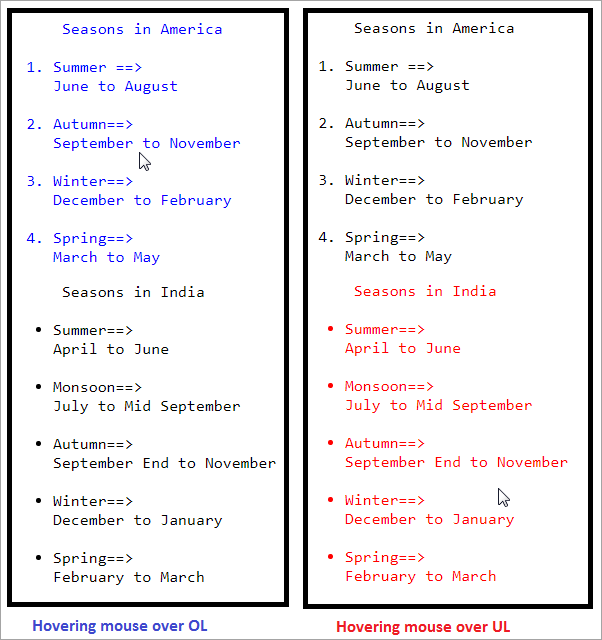 Seasons in America
1. Summer ==>
June to August
2. Autumn==>
September to November
3. Winter==>
December to February
4. Spring==>
March to May
Seasons in India
• Summer==>
April to June
• Monsoon==>
July to Mid September
• Autumn==>
September End to November
• Winter==>
December to January
• Spring==>
February to March
Hovering mouse over OL
Seasons in America
1. Summer ==>
June to August
2. Autumn==>
September to November
3. Winter==>
December to February
4. Spring==>
March to May
Seasons in India
• Summer==>
April to June
• Monsoon==>
July to Mid September
• Autumn==>
September End to November
• Winter==>
December to January
• Spring==>
February to March
Hovering mouse over UL